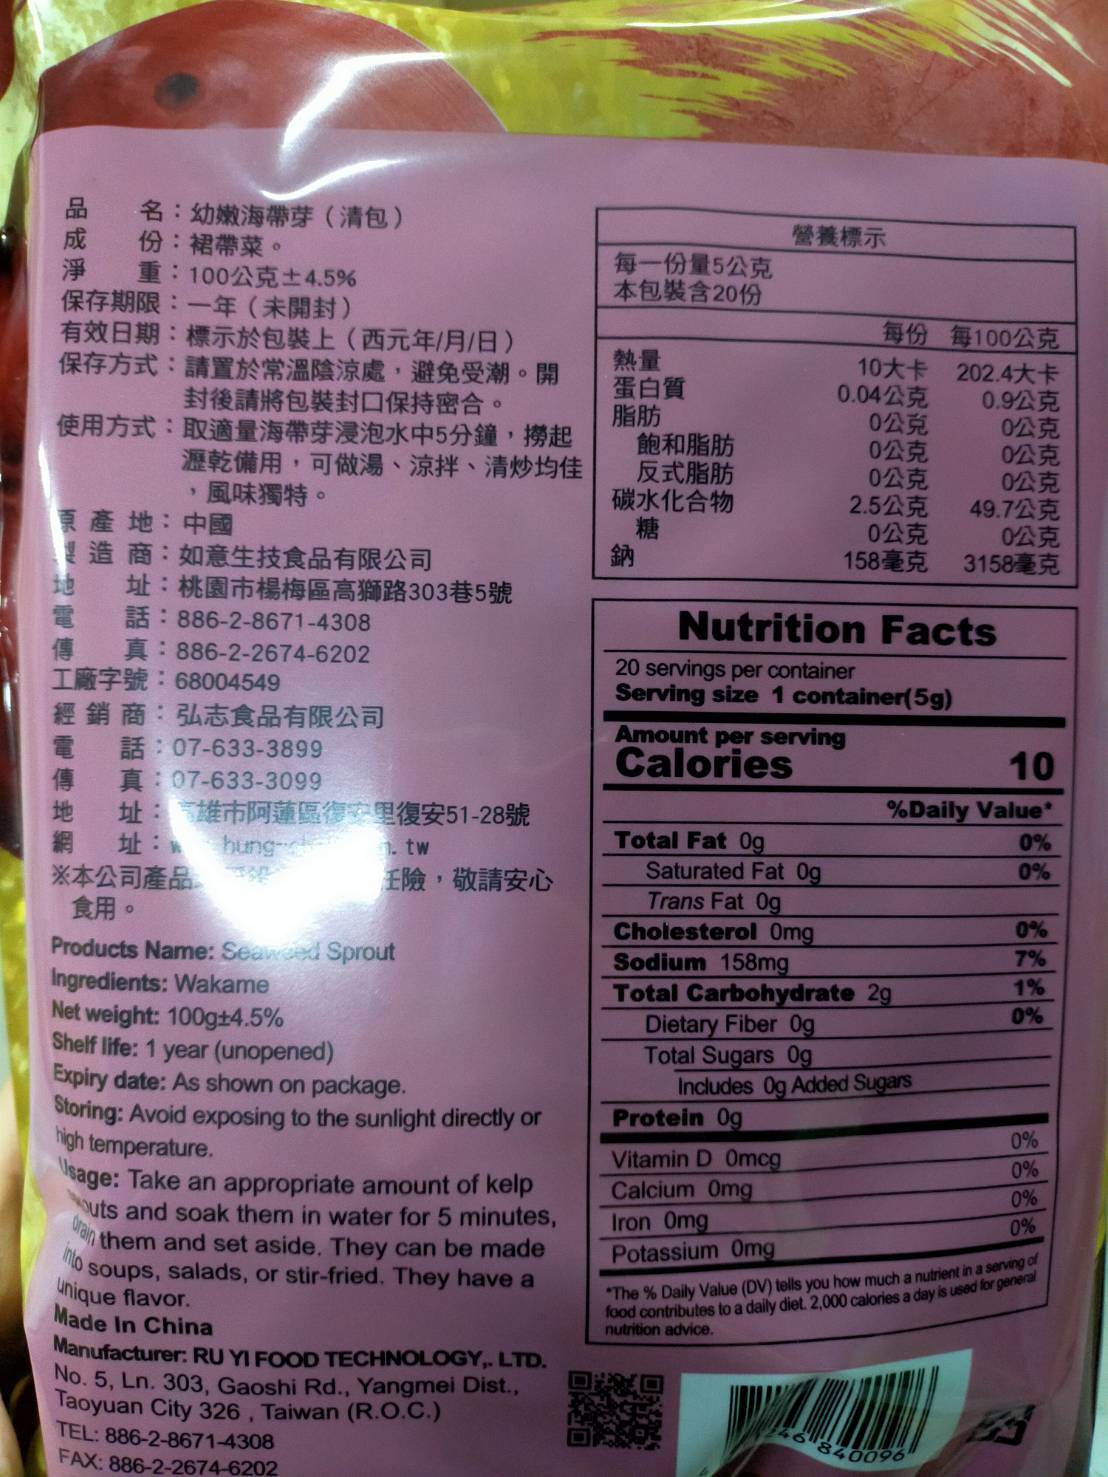 品名：幼嫩海帶芽（清包）
成份：裙帶菜。
淨重：100公克±4.5%
保存期限：一年（未開封）
有效日期：標示於包裝上（西元年/月/日）
保存方式：請置於常溫陰涼處，避免受潮。開
封後請將包裝封口保持密合。
使用方式：取適量海帶芽浸泡水中5分鐘，撈起
瀝乾備用，可做湯、涼拌、清炒均佳
，風味獨特。
原產地：中國
製造商：如意生技食品有限公司
地址：桃園市楊梅區高獅路303巷5號
電話：886-2-8671-4308
傳真：886-2-2674-6202
工廠字號：68004549
經銷商：弘志食品有限公司
電話：07-633-3899
傳真：07-633-3099
地址：高雄市阿蓮區復安里復安51-28號
網址：
※本公司產品 任險，敬請安心
食用。
Products Name: Seaweed Sprout
Ingredients: Wakame
Net weight: 100g±4.5%
Shelf life: 1 year (unopened)
Expiry date: As shown on package.
Storing: Avoid exposing to the sunlight directly or
high temperature.
Usage: Take an appropriate amount of kelp
sprouts and soak them in water for 5 minutes,
Drain them and set aside. They can be made
into soups, salads, or stir-fried. They have a
unique flavor.
Made In China
Manufacturer: RU YI FOOD TECHNOLOGY,. LTD.
No. 5, Ln. 303, Gaoshi Rd., Yangmei Dist.,
Taoyuan City 326 , Taiwan (R.O.C.)
TEL: 886-2-8671-4308
FAX: 886-2-2674-6202
營養標示
每一份量5公克
本包裝含20份
每份 每100公克
熱量 10大卡 202.4大卡
蛋白質 0.04公克 0.9公克
脂肪 0公克 0公克
飽和脂肪 0公克 0公克
反式脂肪 0公克 0公克
碳水化合物 2.5公克 49.7公克
糖 0公克 0公克
鈉 158毫克 3158毫克
Nutrition Facts
20 servings per container
Serving size 1 container(5g)
Amount per serving
Calories 10
%Daily Value*
Total Fat 0g 0%
Saturated Fat 0g 0%
Trans Fat 0g
Cholesterol 0mg 0%
Sodium 158mg 7%
Total Carbohydrate 2g 1%
Dietary Fiber 0g 0%
Total Sugars 0g
Includes 0g Added Sugars
Protein 0g
Vitamin D 0mcg 0%
Calcium 0mg 0%
Iron 0mg 0%
Potassium 0mg 0%
*The % Daily Value (DV) tells you how much a nutrient in a serving of
food contributes to a daily diet. 2,000 calories a day is used for general
nutrition advice.